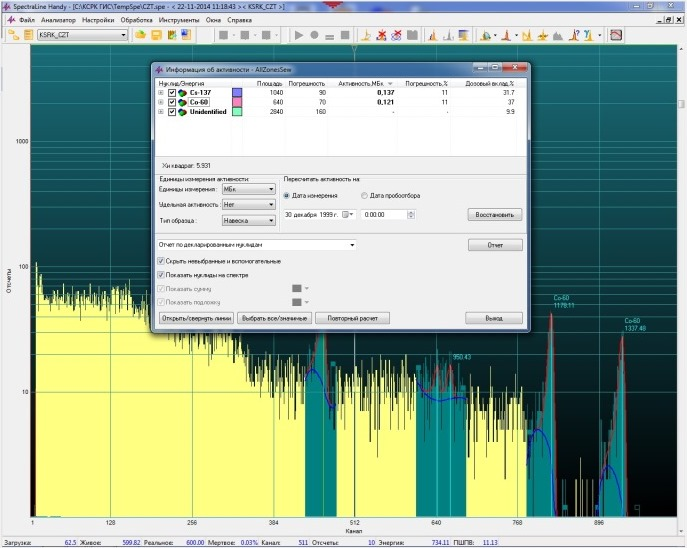 SpectraLine Handy - [C:\КСРК ГИС\TempSpe\CZT.spe - < 22-11-2014 11:18:43 >< KSRK_CZT >]
Файл Анализатор Настройки Обработка Инструменты Окна Справка
KSRK_CZT
Информация об активности - AllZonesSew
Нуклид/Энергия Площадь Погрешность Активность,МБк Погрешность,% Дозовый вклад,%
Cs-137 1040 90 0,137 11 31.7
Co-60 640 70 0,121 11 37
Unidentified 2840 160 - - 9.9
Хи квадрат: 5.931
Единицы измерения активности:
Единицы измерения: МБк
Удельная активность: Нет
Тип образца: Навеска
Пересчитать активность на:
Дата измерения Дата пробоотбора
30 декабря 1999 г. 0:00:00
Восстановить
Отчет по декларированным нуклидам
Отчет
Скрыть невыбранные и вспомогательные
Показать нуклиды на спектре
Показать сумму
Показать подложку
Открыть/свернуть линии Выбрать все/значимые Повторный расчет Выход
1000
100
10
Отсчеты
950.43
Co-60
1178.11
Co-60
1337.48
1 128 256 384 512 640 768 896
Канал
Загрузка: 62.5 Живое: 599.82 Реальное: 600.00 Мертвое: 0.03% Канал: 511 Отсчеты: 10 Энергия: 734.11 ПШПВ: 11.13